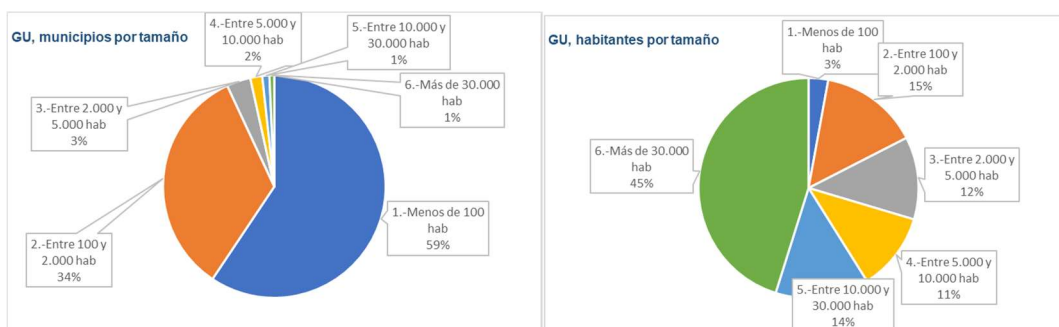 GU, municipios por tamaño
4.-Entre 5.000 y
10.000 hab
2%
5.-Entre 10.000 y
30.000 hab
1%
6.-Más de 30.000
hab
1%
3.-Entre 2.000 y
5.000 hab
3%
1.-Menos de 100
hab
59%
2.-Entre 100 y
2.000 hab
34%
GU, habitantes por tamaño
1.-Menos de 100
hab
3%
2.-Entre 100 y
2.000 hab
15%
3.-Entre 2.000 y
5.000 hab
12%
4.-Entre 5.000 y
10.000 hab
11%
5.-Entre 10.000 y
30.000 hab
14%
6.-Más de 30.000
hab
45%